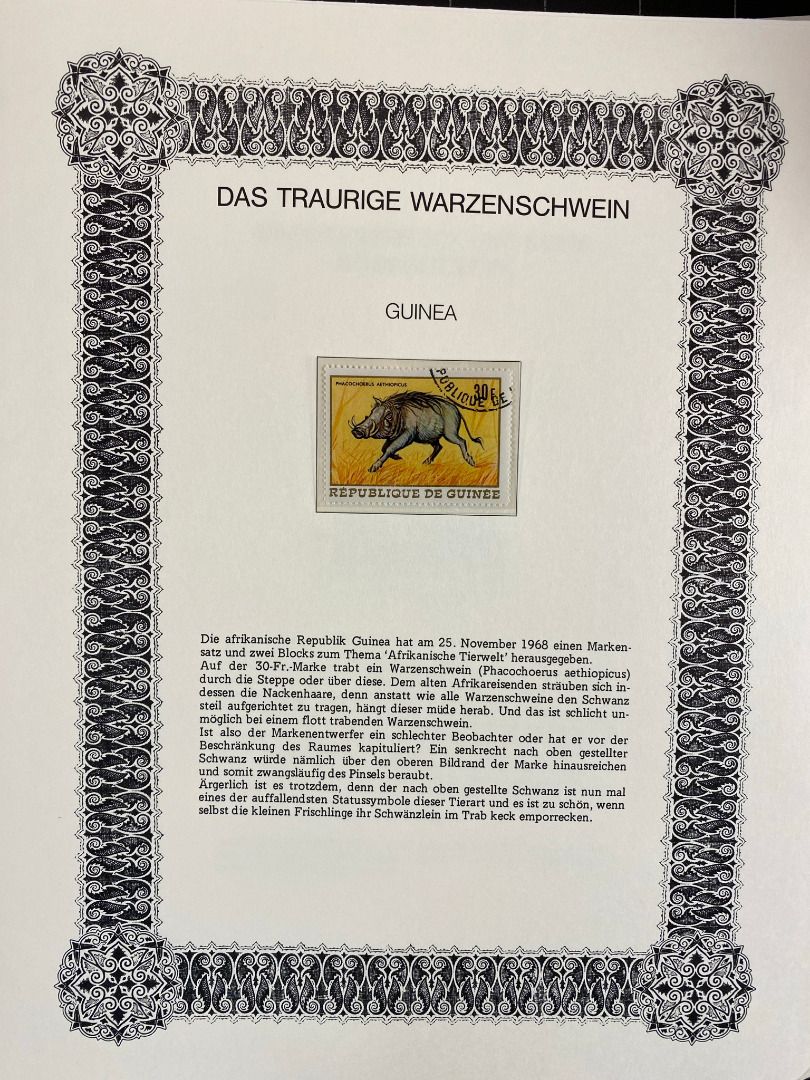 DAS TRAURIGE WARZENSCHWEIN
GUINEA
PHACOCHOERUS AETHIOPICUS
30F
PUBLIQUE DE
RÉPUBLIQUE DE GUINÉE
Die afrikanische Republik Guinea hat am 25. November 1968 einen Marken-
satz und zwei Blocks zum Thema 'Afrikanische Tierwelt' herausgegeben.
Auf der 30-Fr.-Marke trabt ein Warzenschwein (Phacochoerus aethiopicus)
durch die Steppe oder über diese. Dem alten Afrikareisenden sträuben sich in-
dessen die Nackenhaare, denn anstatt wie alle Warzenschweine den Schwanz
steil aufgerichtet zu tragen, hängt dieser müde herab. Und das ist schlicht un-
möglich bei einem flott trabenden Warzenschwein.
Ist also der Markenentwerfer ein schlechter Beobachter oder hat er vor der
Beschränkung des Raumes kapituliert? Ein senkrecht nach oben gestellter
Schwanz würde nämlich über den oberen Bildrand der Marke hinausreichen
und somit zwangsläufig des Pinsels beraubt.
Ärgerlich ist es trotzdem, denn der nach oben gestellte Schwanz ist nun mal
eines der auffallendsten Statussymbole dieser Tierart und es ist zu schön, wenn
selbst die kleinen Frischlinge ihr Schwänzlein im Trab keck emporrecken.